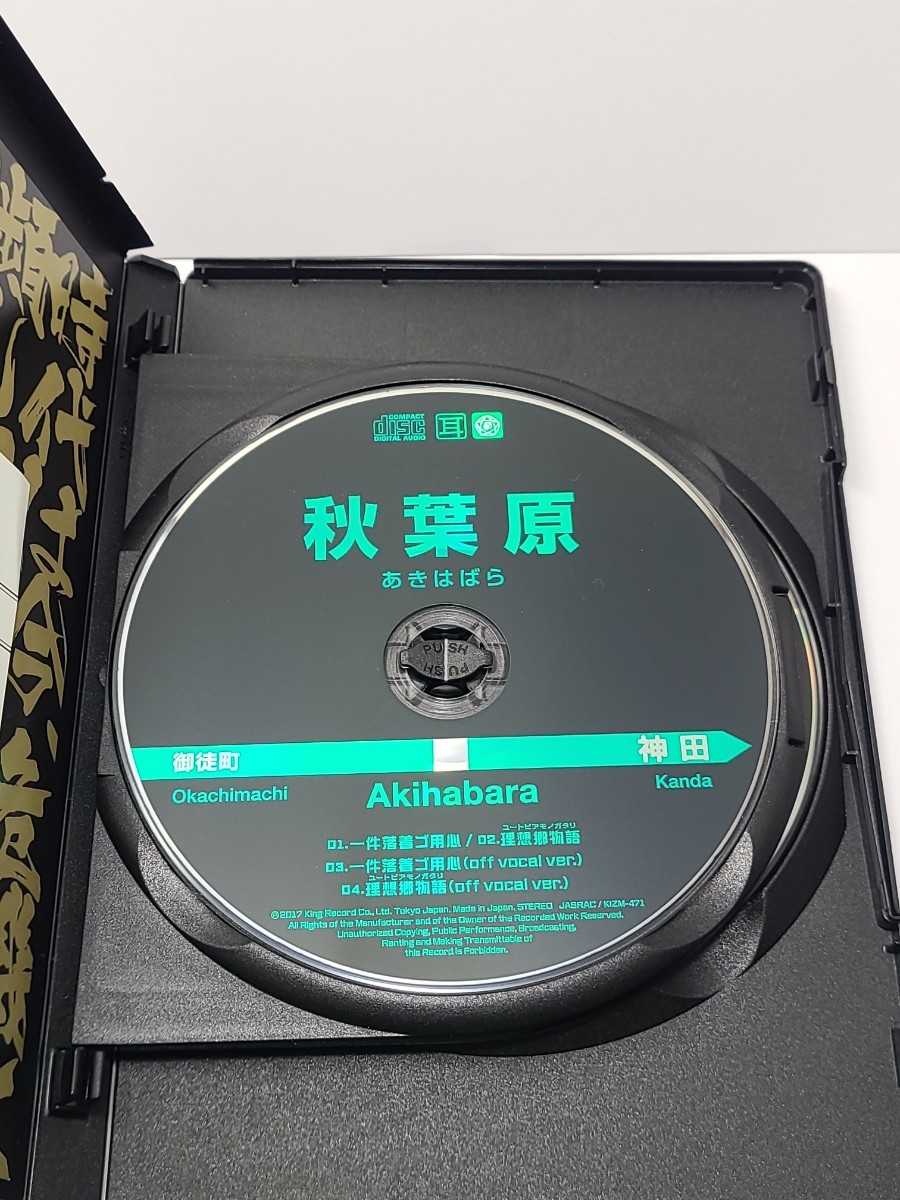 COMPACT
disc
DIGITAL AUDIO
耳
秋葉原
あきはばら
PUSH
PUSH
御徒町
神田
Okachimachi
Akihabara
Kanda
ユートピアモノガタリ
01.一件落着ゴ用心 / 02.理想郷物語
03.一件落着ゴ用心(off vocal ver.)
ユートピアモノガタリ
04.理想郷物語(off vocal ver.)
℗2017 King Record Co., Ltd. Tokyo Japan. Made in Japan. STEREO JASRAC / KIZM-471
All Rights of the Manufacturer and of the Owner of the Recorded Work Reserved.
Unauthorized Copying, Public Performance, Broadcasting,
Renting and Making Transmittable of
this Record is Forbidden.